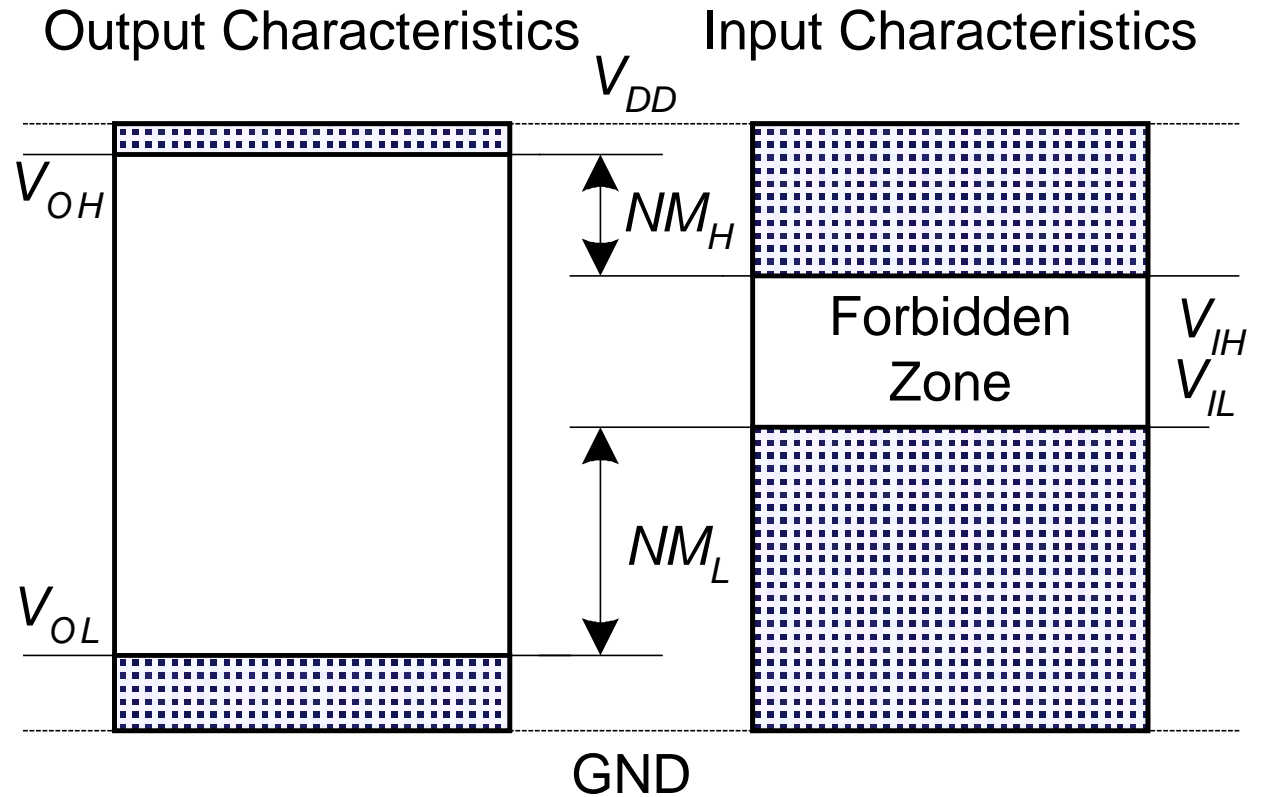 Output Characteristics
Input Characteristics
V_DD
V_OH
NM_H
Forbidden
Zone
V_IH
V_IL
NM_L
V_OL
GND